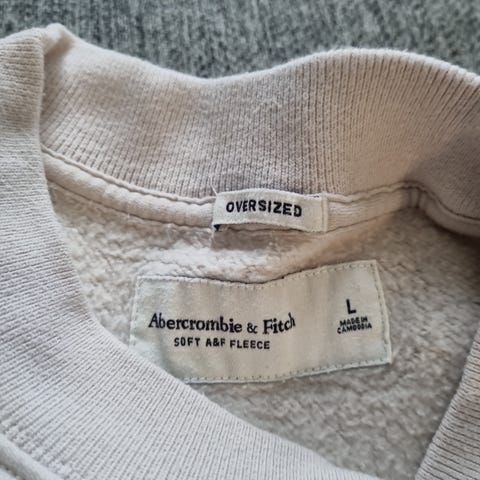 OVERSIZED
Abercrombie & Fitch
SOFT A&F FLEECE
L
MADE IN
CAMBODIA